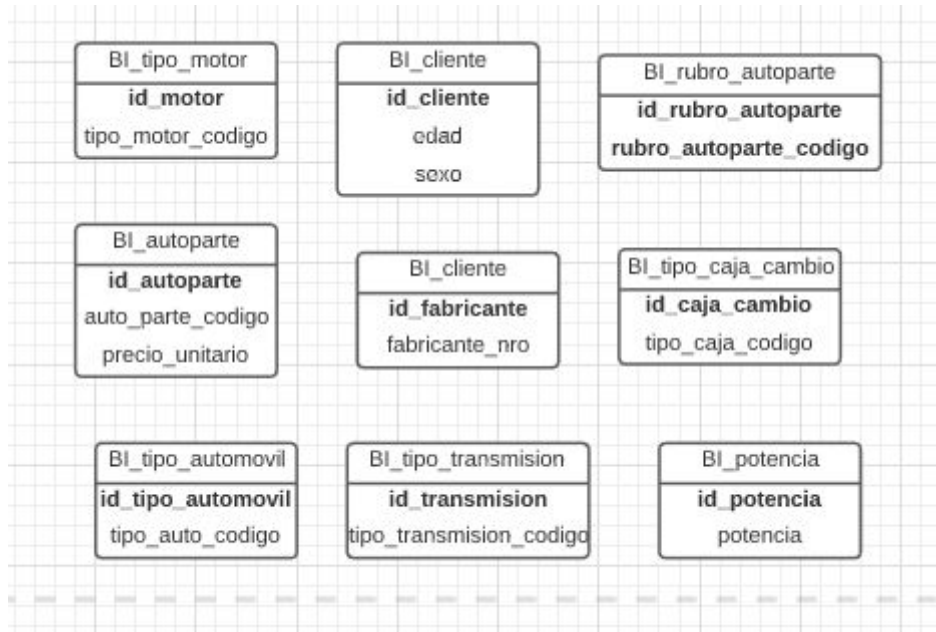 BI_tipo_motor
id_motor
tipo_motor_codigo
BI_cliente
id_cliente
edad
sexo
BI_rubro_autoparte
id_rubro_autoparte
rubro_autoparte_codigo
BI_autoparte
id_autoparte
auto_parte_codigo
precio_unitario
BI_cliente
id_fabricante
fabricante_nro
BI_tipo_caja_cambio
id_caja_cambio
tipo_caja_codigo
BI_tipo_automovil
id_tipo_automovil
tipo_auto_codigo
BI_tipo_transmision
id_transmision
tipo_transmision_codigo
BI_potencia
id_potencia
potencia